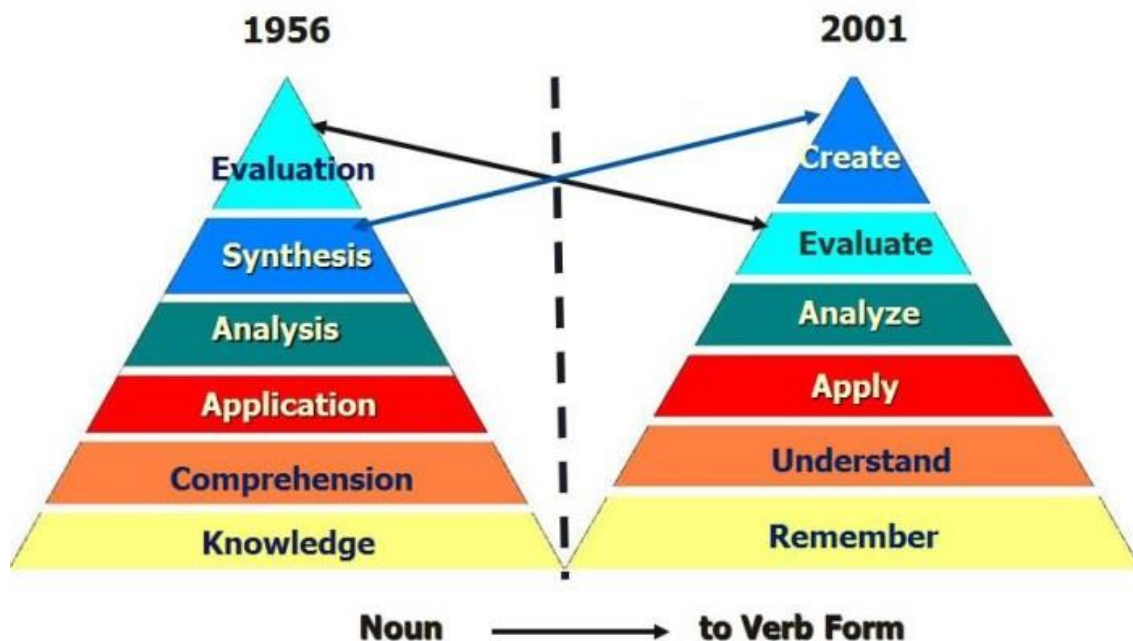 1956
2001
Evaluation
Synthesis
Analysis
Application
Comprehension
Knowledge
Create
Evaluate
Analyze
Apply
Understand
Remember
Noun to Verb Form